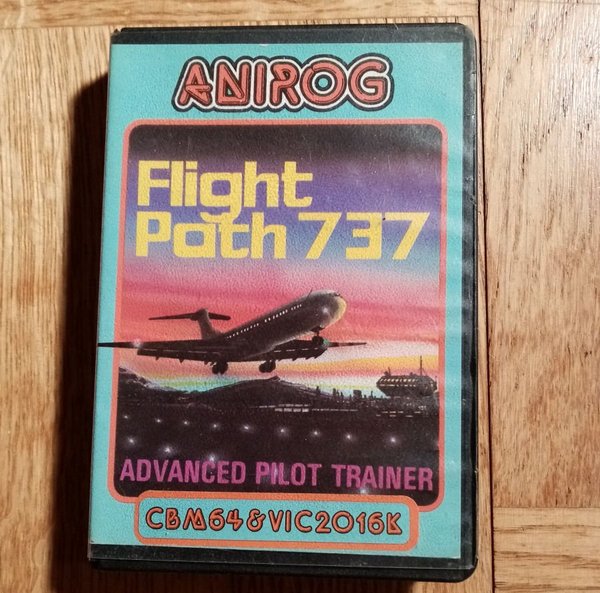 ANIROG
Flight
Path 737
ADVANCED PILOT TRAINER
CBM64 & VIC2016K